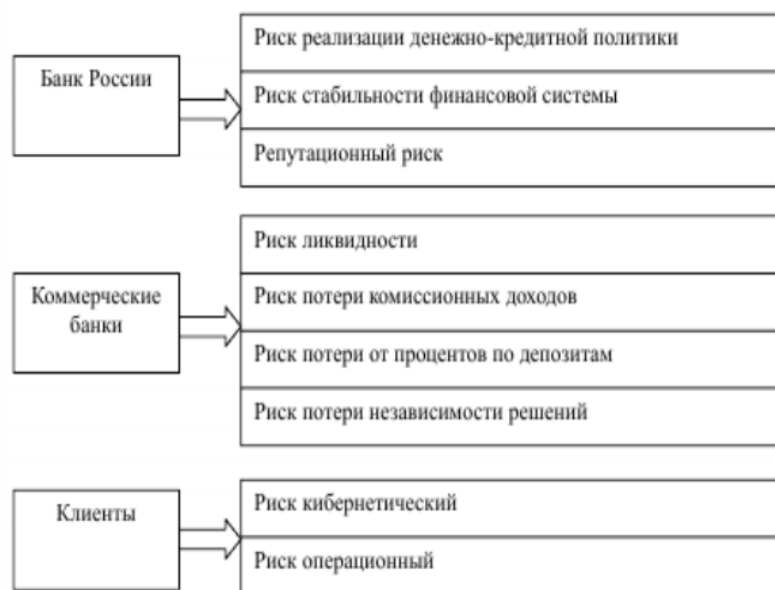 Банк России
Риск реализации денежно-кредитной политики
Риск стабильности финансовой системы
Репутационный риск
Коммерческие
банки
Риск ликвидности
Риск потери комиссионных доходов
Риск потери от процентов по депозитам
Риск потери независимости решений
Клиенты
Риск кибернетический
Риск операционный